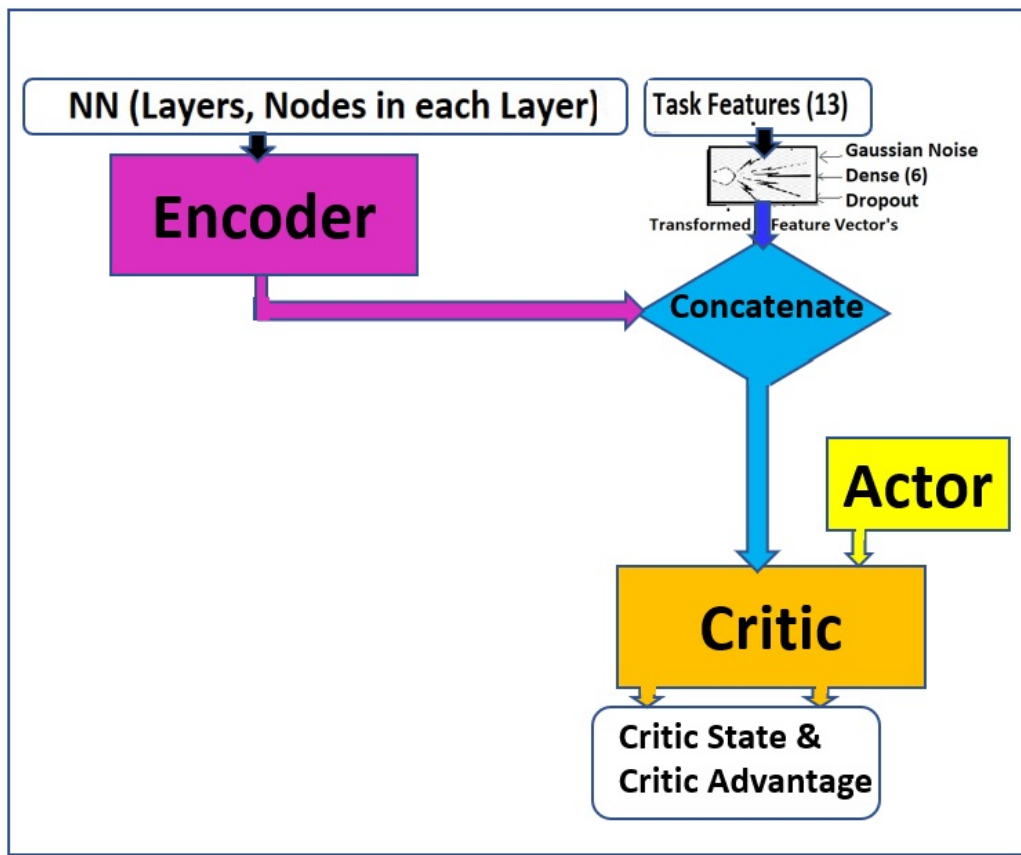 NN (Layers, Nodes in each Layer)
Task Features (13)
Gaussian Noise
Dense (6)
Dropout
Transformed Feature Vector's
Encoder
Concatenate
Actor
Critic
Critic State &
Critic Advantage